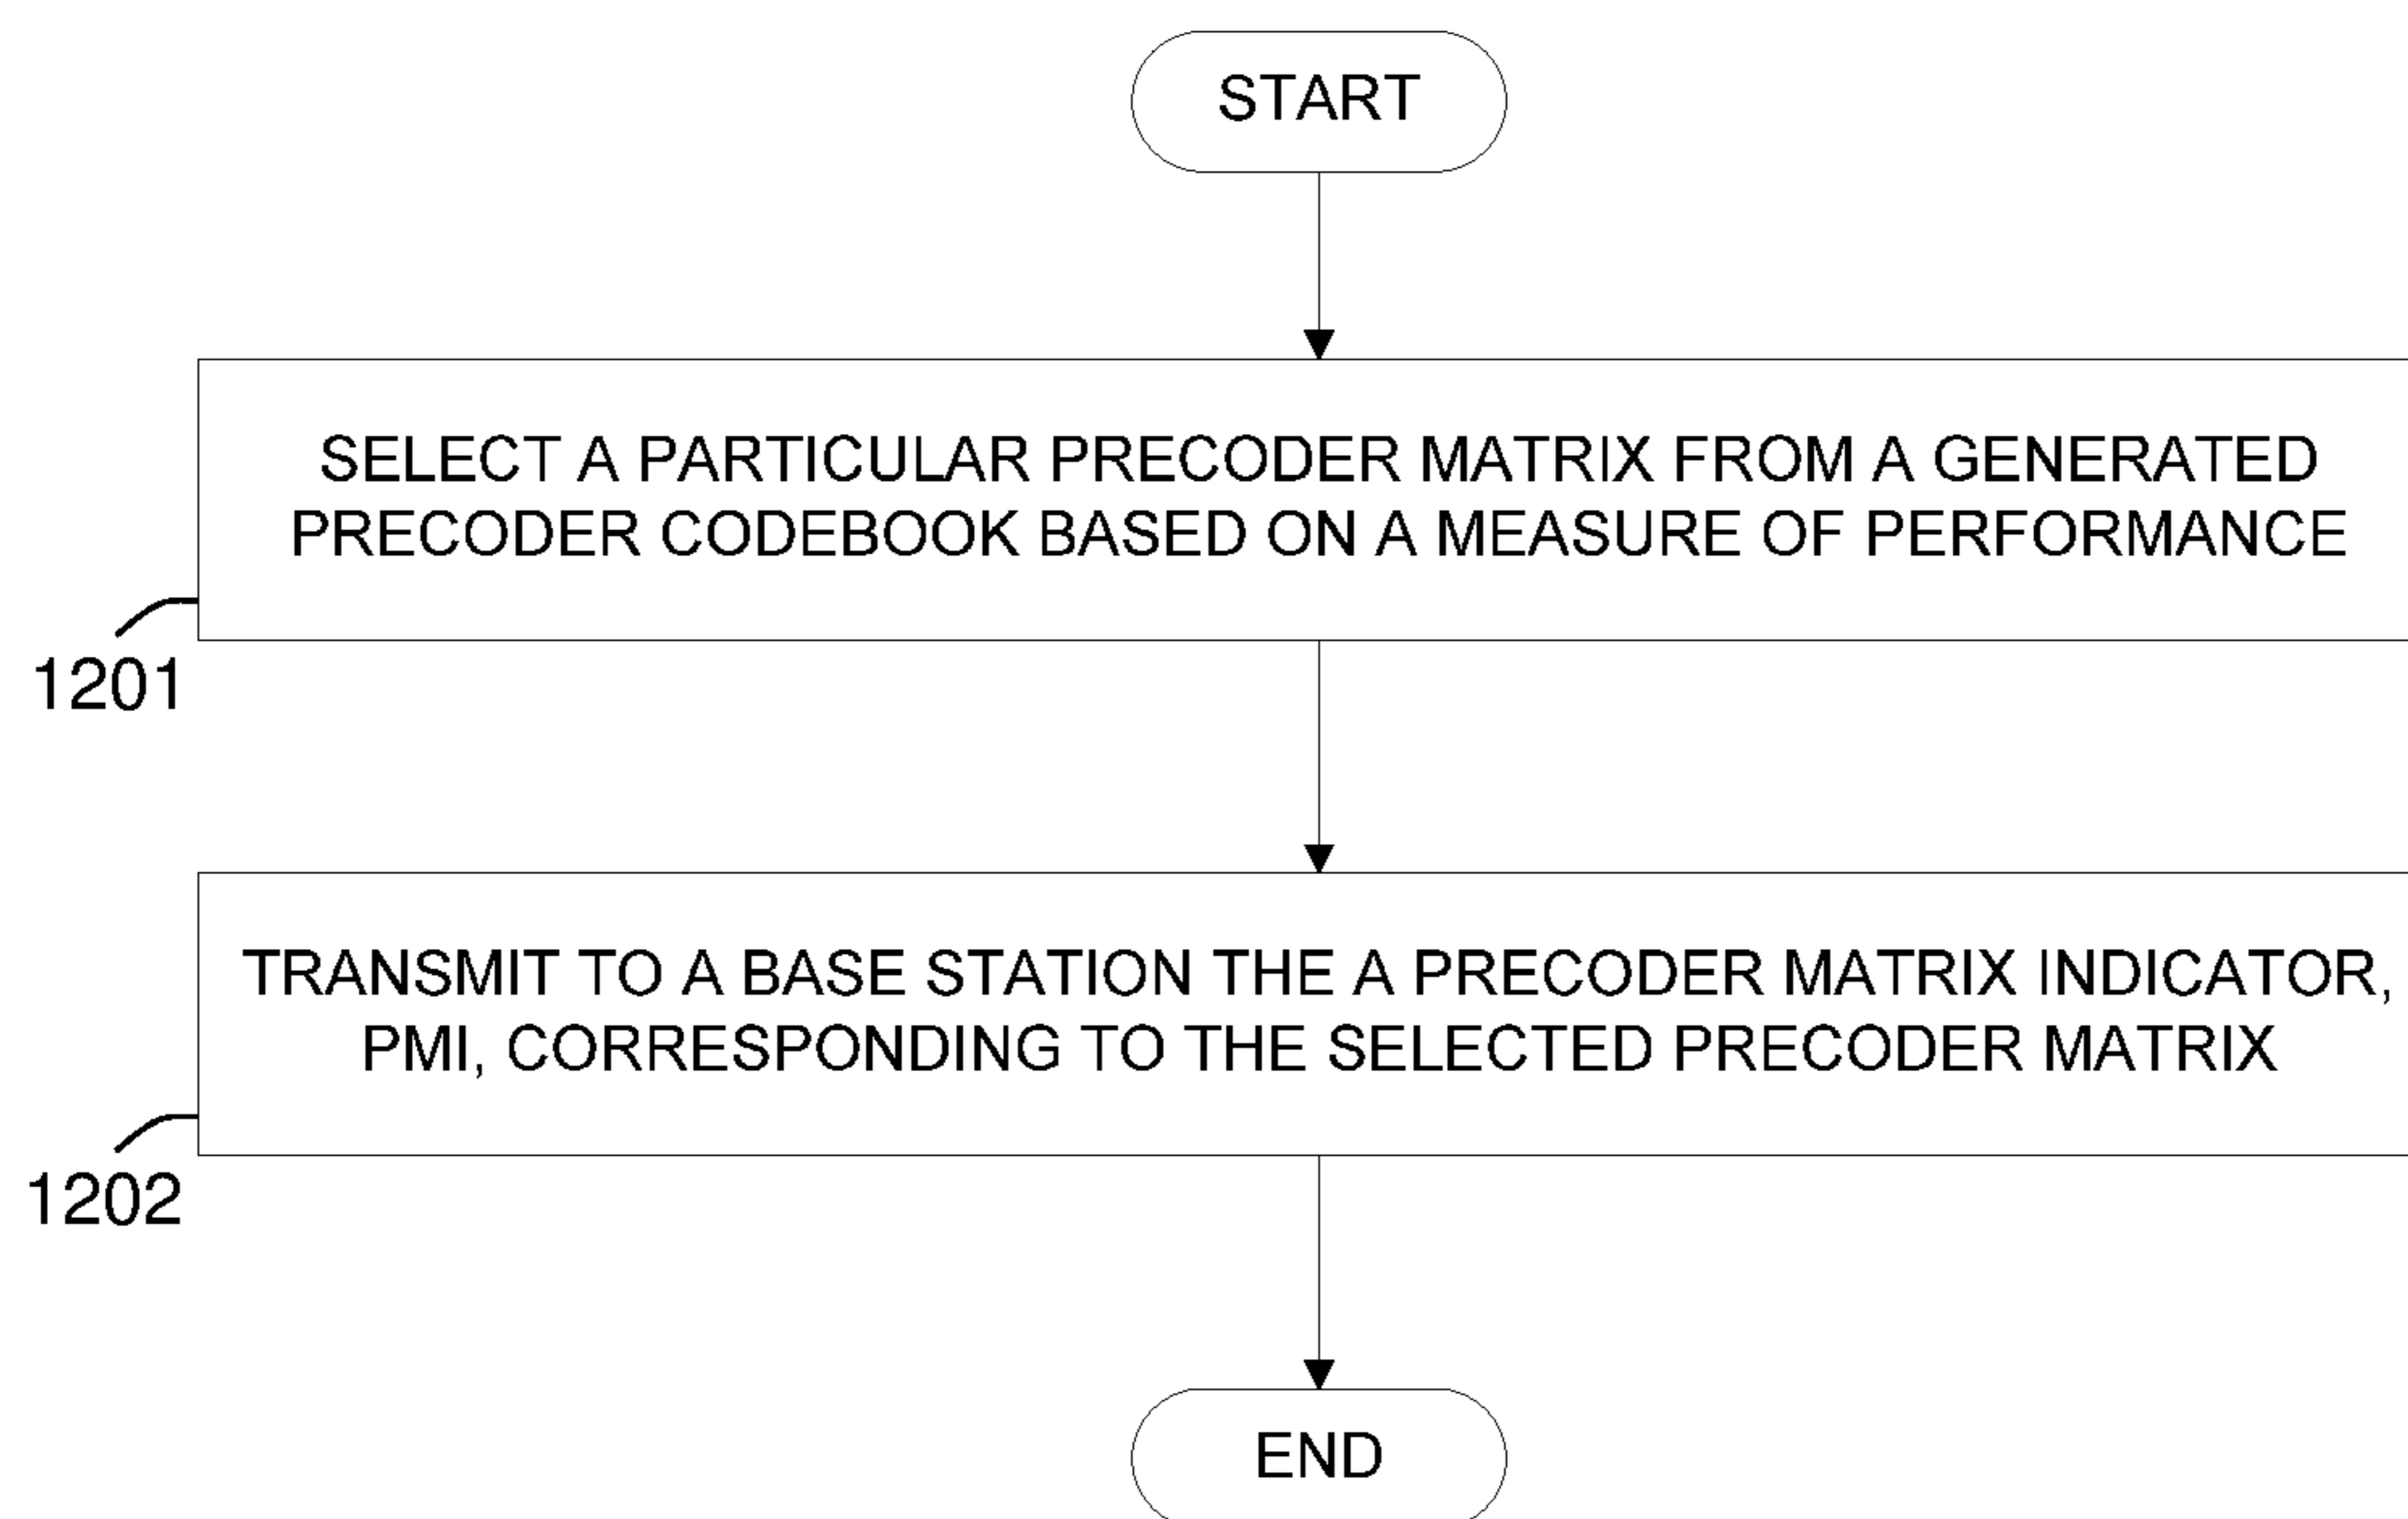 START
SELECT A PARTICULAR PRECODER MATRIX FROM A GENERATED
PRECODER CODEBOOK BASED ON A MEASURE OF PERFORMANCE
1201
TRANSMIT TO A BASE STATION THE A PRECODER MATRIX INDICATOR,
PMI, CORRESPONDING TO THE SELECTED PRECODER MATRIX
1202
END